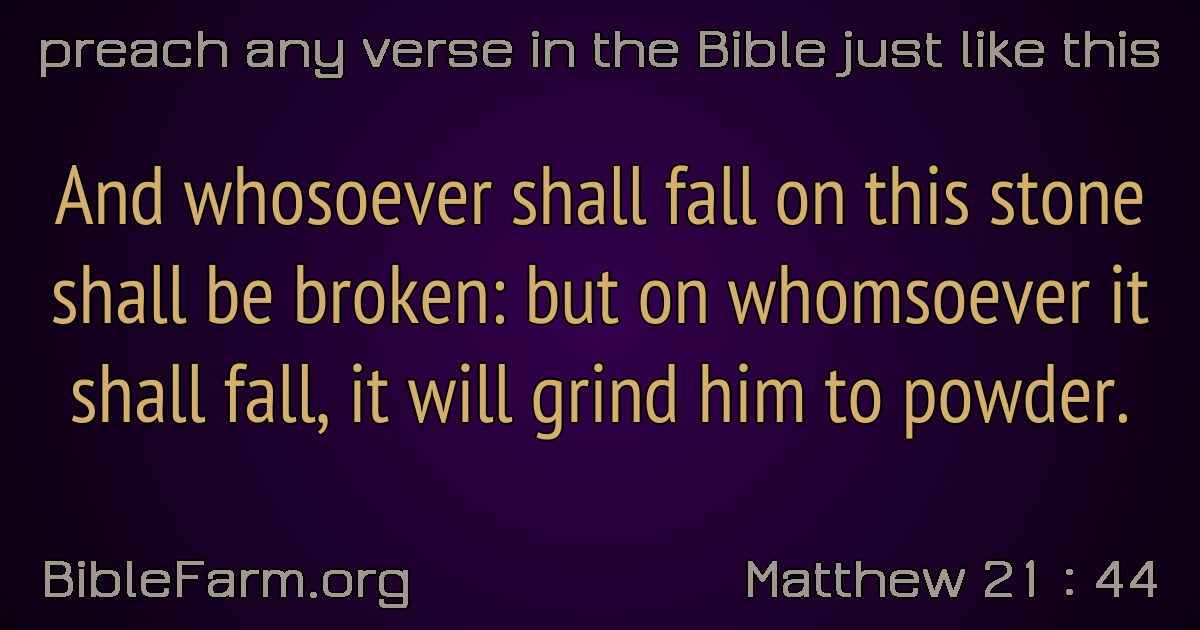 preach any verse in the Bible just like this
And whosoever shall fall on this stone
shall be broken: but on whomsoever it
shall fall, it will grind him to powder.
BibleFarm.org
Matthew 21 : 44